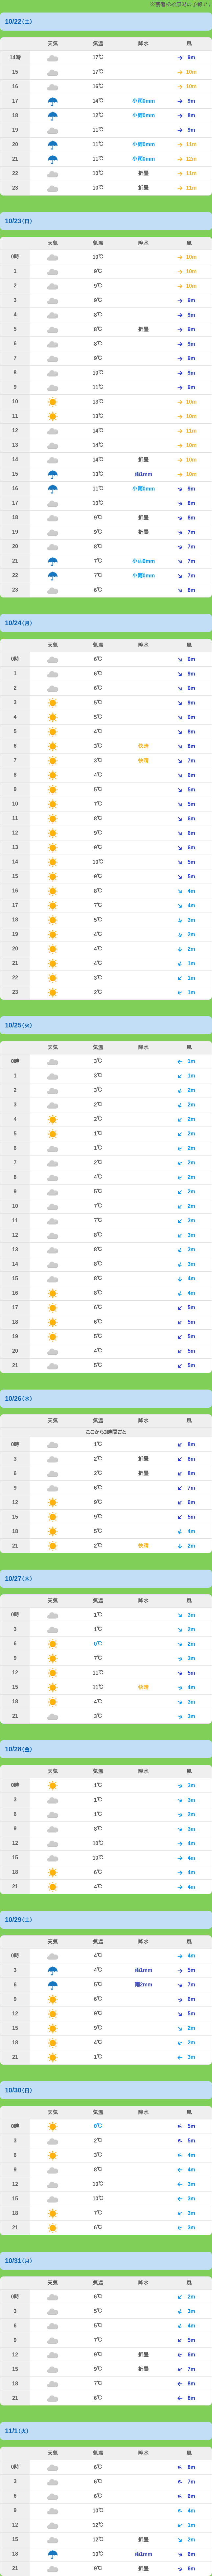 10/22(土)
天気 気温 降水 風
14時 17℃ 9m
15 17℃ 10m
16 16℃ 10m
17 14℃ 小雨0mm 9m
18 12℃ 小雨0mm 8m
19 11℃ 9m
20 11℃ 小雨0mm 11m
21 11℃ 小雨0mm 12m
22 10℃ 折畳 11m
23 10℃ 折畳 11m
10/23(日)
天気 気温 降水 風
0時 10℃ 10m
1 9℃ 10m
2 9℃ 10m
3 9℃ 9m
4 8℃ 9m
5 8℃ 折畳 9m
6 8℃ 9m
7 9℃ 9m
8 10℃ 9m
9 11℃ 9m
10 13℃ 10m
11 13℃ 10m
12 14℃ 11m
13 14℃ 10m
14 14℃ 折畳 10m
15 13℃ 雨1mm 10m
16 11℃ 小雨0mm 9m
17 10℃ 8m
18 9℃ 折畳 8m
19 9℃ 折畳 7m
20 8℃ 7m
21 7℃ 小雨0mm 7m
22 7℃ 小雨0mm 7m
23 6℃ 8m
10/24(月)
天気 気温 降水 風
0時 6℃ 9m
1 6℃ 9m
2 6℃ 9m
3 5℃ 9m
4 5℃ 9m
5 4℃ 8m
6 3℃ 快晴 8m
7 3℃ 快晴 7m
8 4℃ 6m
9 5℃ 5m
10 7℃ 5m
11 8℃ 6m
12 9℃ 6m
13 9℃ 6m
14 10℃ 5m
15 9℃ 5m
16 8℃ 4m
17 7℃ 4m
18 5℃ 3m
19 4℃ 2m
20 4℃ 2m
21 4℃ 1m
22 3℃ 1m
23 2℃ 1m
10/25(火)
天気 気温 降水 風
0時 3℃ 1m
1 3℃ 1m
2 3℃ 2m
3 2℃ 2m
4 2℃ 2m
5 1℃ 2m
6 1℃ 2m
7 2℃ 2m
8 4℃ 2m
9 5℃ 2m
10 7℃ 2m
11 7℃ 3m
12 8℃ 3m
13 8℃ 3m
14 8℃ 3m
15 8℃ 4m
16 8℃ 4m
17 6℃ 5m
18 6℃ 5m
19 5℃ 5m
20 4℃ 5m
21 5℃ 5m
10/26(水)
天気 気温 降水 風
ここから3時間ごと
0時 1℃ 8m
3 2℃ 折畳 8m
6 2℃ 折畳 8m
9 6℃ 7m
12 9℃ 6m
15 9℃ 5m
18 5℃ 4m
21 2℃ 快晴 2m
10/27(木)
天気 気温 降水 風
0時 1℃ 3m
3 1℃ 2m
6 0℃ 2m
9 7℃ 3m
12 11℃ 5m
15 11℃ 快晴 4m
18 4℃ 3m
21 3℃ 3m
10/28(金)
天気 気温 降水 風
0時 1℃ 3m
3 1℃ 3m
6 1℃ 2m
9 8℃ 3m
12 10℃ 4m
15 10℃ 4m
18 6℃ 4m
21 4℃ 4m
10/29(土)
天気 気温 降水 風
0時 4℃ 4m
3 4℃ 雨1mm 5m
6 5℃ 雨2mm 7m
9 6℃ 6m
12 9℃ 5m
15 9℃ 2m
18 4℃ 2m
21 1℃ 3m
10/30(日)
天気 気温 降水 風
0時 0℃ 5m
3 2℃ 5m
6 3℃ 4m
9 8℃ 4m
12 10℃ 3m
15 10℃ 3m
18 7℃ 3m
21 6℃ 3m
10/31(月)
天気 気温 降水 風
0時 6℃ 2m
3 5℃ 3m
6 5℃ 4m
9 7℃ 5m
12 9℃ 折畳 6m
15 9℃ 折畳 7m
18 7℃ 8m
21 6℃ 8m
11/1(火)
天気 気温 降水 風
0時 6℃ 8m
3 6℃ 7m
6 6℃ 6m
9 10℃ 4m
12 12℃ 1m
15 12℃ 折畳 2m
18 10℃ 雨1mm 6m
21 9℃ 折畳 6m